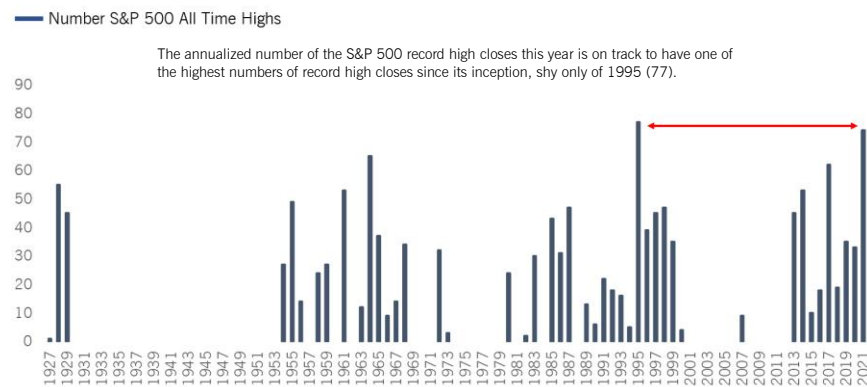 Number S&P 500 All Time Highs
The annualized number of the S&P 500 record high closes this year is on track to have one of
the highest numbers of record high closes since its inception, shy only of 1995 (77).
90
80
70
60
50
40
30
20
10
0
1927 1929 1931 1933 1935 1937 1939 1941 1943 1945 1947 1949 1951 1953 1955 1957 1959 1961 1963 1965 1967 1969 1971 1973 1975 1977 1979 1981 1983 1985 1987 1989 1991 1993 1995 1997 1999 2001 2003 2005 2007 2009 2011 2013 2015 2017 2019 2021